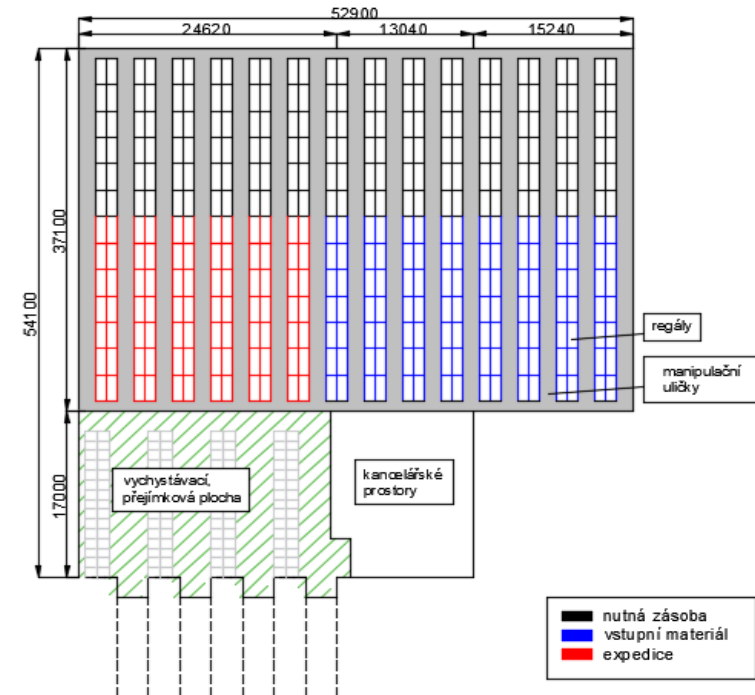 52900
24620
13040
15240
54100
37100
17000
regály
manipulační
uličky
vychystávací,
přejímková plocha
kancelářské
prostory
nutná zásoba
vstupní materiál
expedice